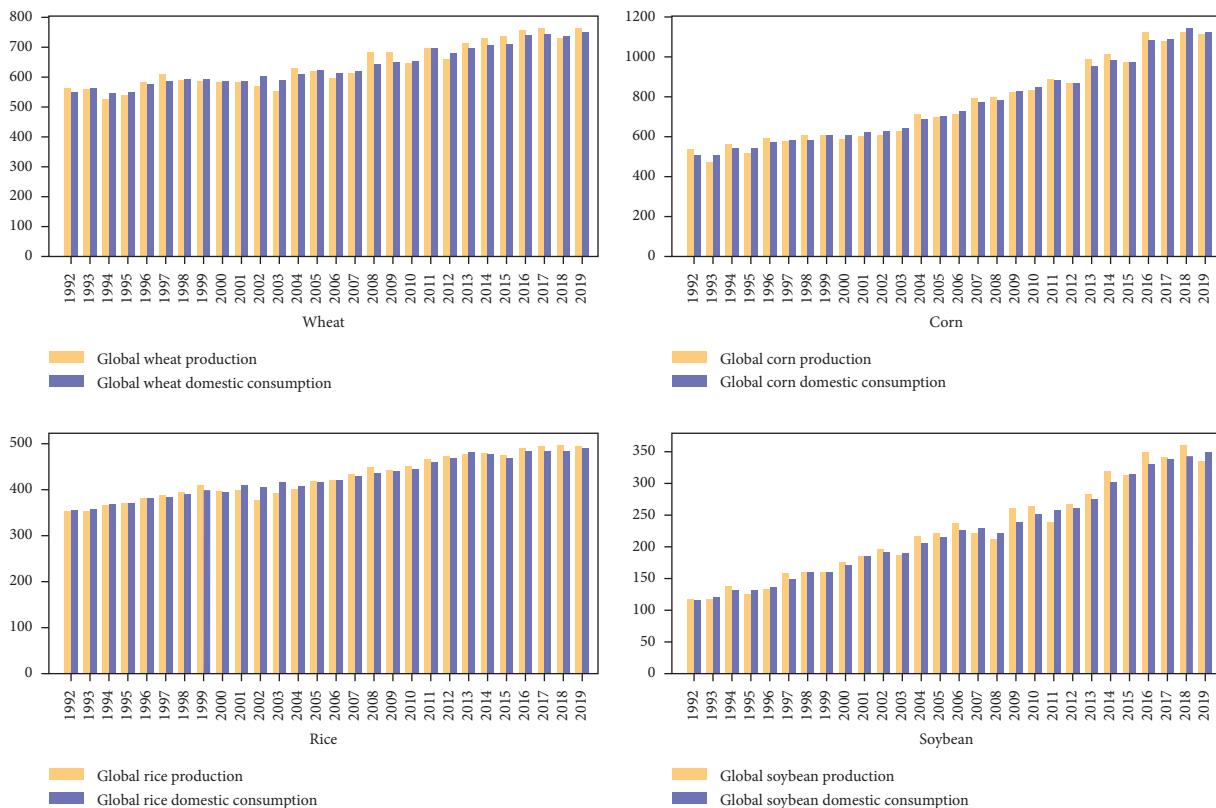 800
700
600
500
400
300
200
100
0
1992 1993 1994 1995 1996 1997 1998 1999 2000 2001 2002 2003 2004 2005 2006 2007 2008 2009 2010 2011 2012 2013 2014 2015 2016 2017 2018 2019
Wheat
Global wheat production
Global wheat domestic consumption
1200
1000
800
600
400
200
0
1992 1993 1994 1995 1996 1997 1998 1999 2000 2001 2002 2003 2004 2005 2006 2007 2008 2009 2010 2011 2012 2013 2014 2015 2016 2017 2018 2019
Corn
Global corn production
Global corn domestic consumption
500
400
300
200
100
0
1992 1993 1994 1995 1996 1997 1998 1999 2000 2001 2002 2003 2004 2005 2006 2007 2008 2009 2010 2011 2012 2013 2014 2015 2016 2017 2018 2019
Rice
Global rice production
Global rice domestic consumption
350
300
250
200
150
100
50
0
1992 1993 1994 1995 1996 1997 1998 1999 2000 2001 2002 2003 2004 2005 2006 2007 2008 2009 2010 2011 2012 2013 2014 2015 2016 2017 2018 2019
Soybean
Global soybean production
Global soybean domestic consumption